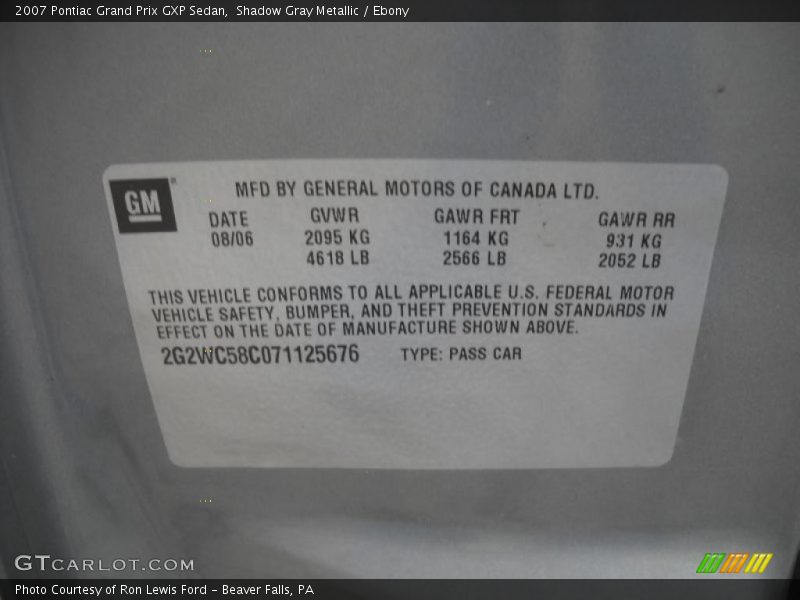 2007 Pontiac Grand Prix GXP Sedan,  Shadow Gray Metallic / Ebony
GM®
MFD BY GENERAL MOTORS OF CANADA LTD.
DATE GVWR GAWR FRT GAWR RR
08/06 2095 KG 1164 KG 931 KG
4618 LB 2566 LB 2052 LB
THIS VEHICLE CONFORMS TO ALL APPLICABLE U.S. FEDERAL MOTOR
VEHICLE SAFETY, BUMPER, AND THEFT PREVENTION STANDARDS IN
EFFECT ON THE DATE OF MANUFACTURE SHOWN ABOVE.
2G2WC58C071125676 TYPE: PASS CAR
GTCARLOT.COM
Photo Courtesy of Ron Lewis Ford - Beaver Falls, PA